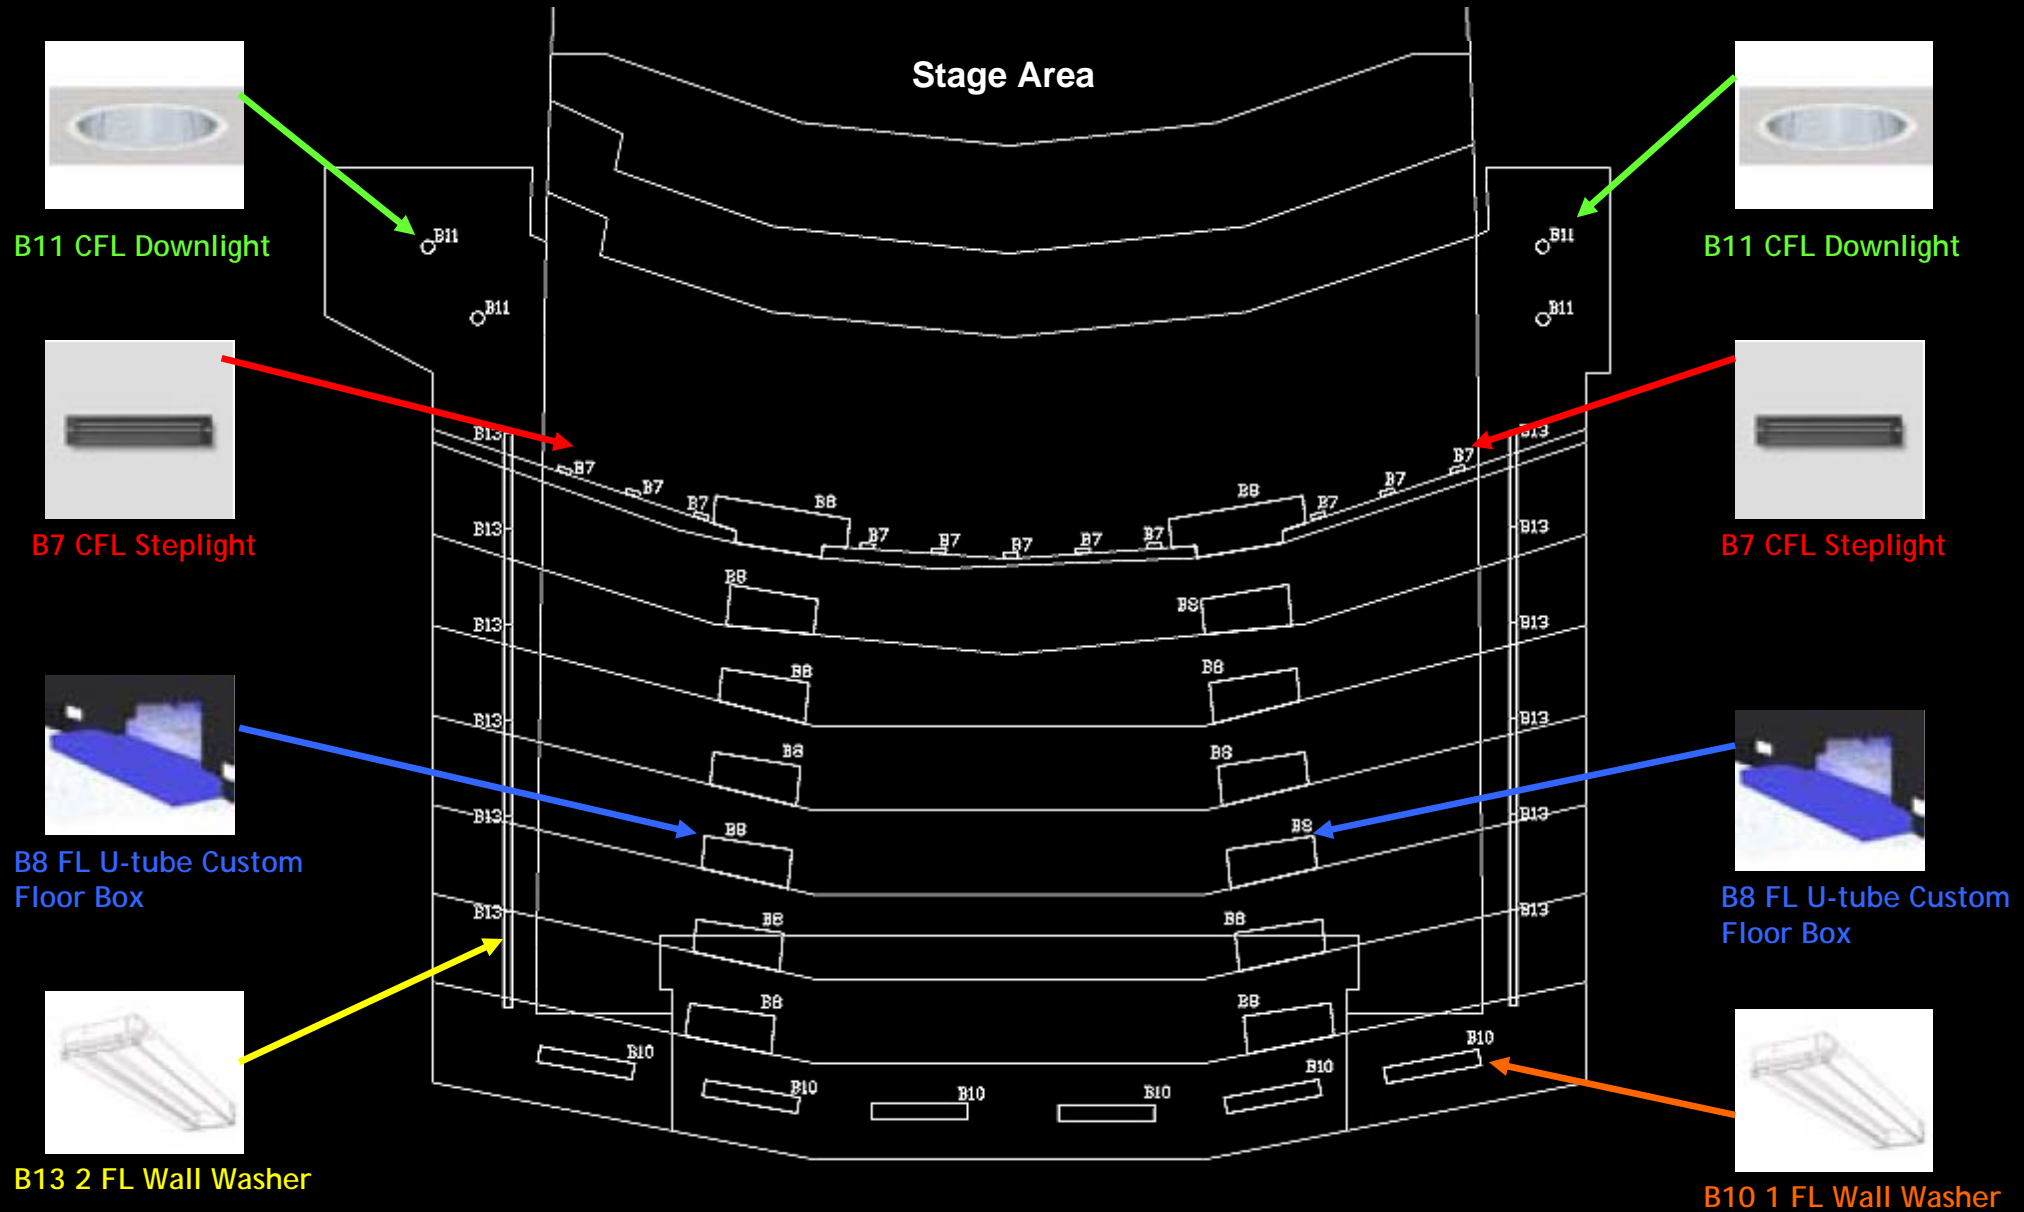 Stage Area
B11 CFL Downlight
B11 CFL Downlight
B11
B11
B11
B11
B7 CFL Steplight
B7 CFL Steplight
B13
B13
B7
B7
B7
B7
B7
B7
B8
B8
B7
B7
B7
B7
B7
B13
B13
B8
B8
B13
B13
B8
B8
B13
B13
B8
B8
B13
B13
B8
B8
B8 FL U-tube Custom
Floor Box
B8 FL U-tube Custom
Floor Box
B13
B13
B8
B8
B8
B8
B10
B10
B10
B10
B10
B10
B13 2 FL Wall Washer
B10 1 FL Wall Washer